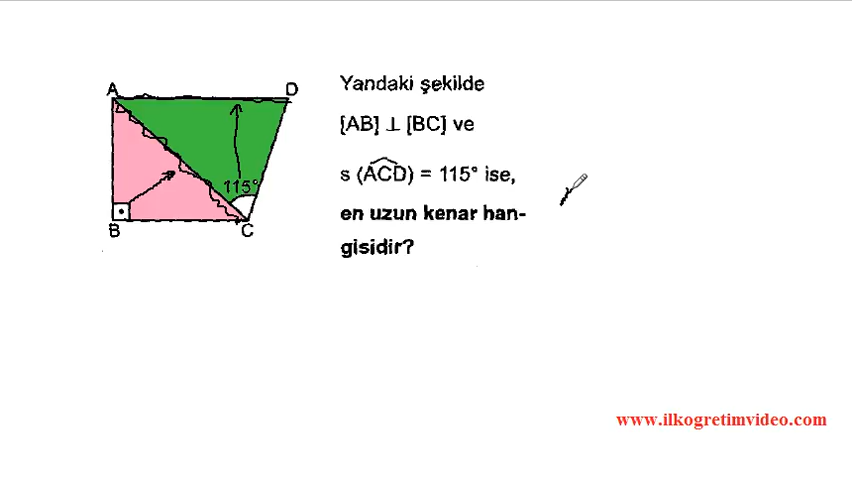 A
D
Yandaki şekilde
[AB] ⊥ [BC] ve
115°
s (ACD) = 115° ise,
B
C
en uzun kenar han-
gisidir?
www.ilkogretimvideo.com